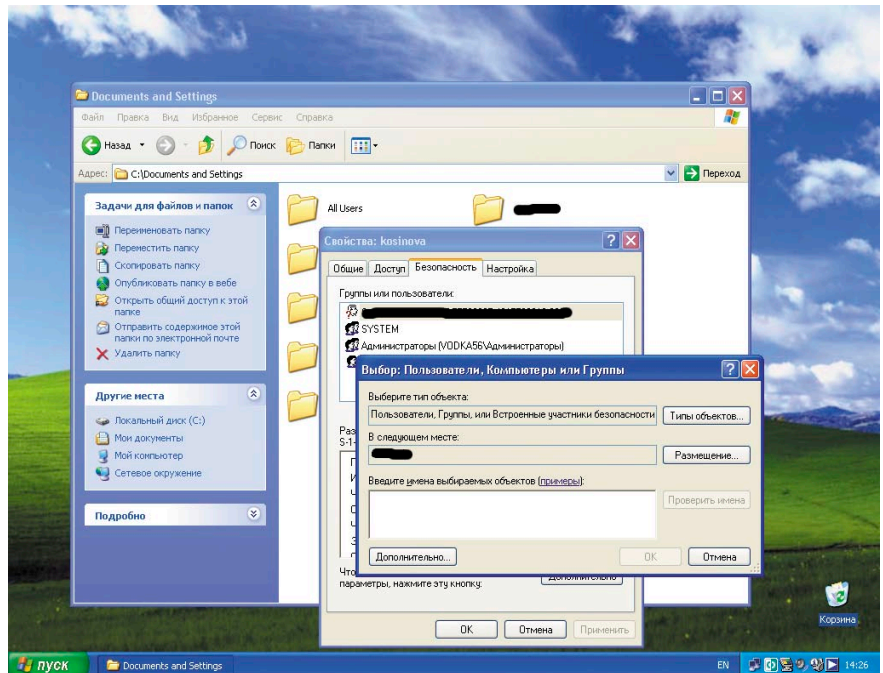 Documents and Settings
Файл Правка Вид Избранное Сервис Справка
Назад Поиск Папки
Адрес: C:\Documents and Settings Переход
Задачи для файлов и папок
Переименовать папку
Переместить папку
Скопировать папку
Опубликовать папку в вебе
Открыть общий доступ к этой
папке
Отправить содержимое этой
папки по электронной почте
Удалить папку
Другие места
Локальный диск (C:)
Мои документы
Мой компьютер
Сетевое окружение
Подробно
All Users
Свойства: kosinova
Общие Доступ Безопасность Настройка
Группы или пользователи:
SYSTEM
Администраторы (VODKA56\Администраторы)
Выбор: Пользователи, Компьютеры или Группы
Выберите тип объекта:
Пользователи, Группы, или Встроенные участники безопасности Типы объектов...
В следующем месте:
Размещение...
Введите имена выбираемых объектов (примеры):
Проверить имена
Дополнительно... OK Отмена
параметры, нажмите эту кнопку.
OK Отмена Применить
Корзина
пуск Documents and Settings EN 14:26